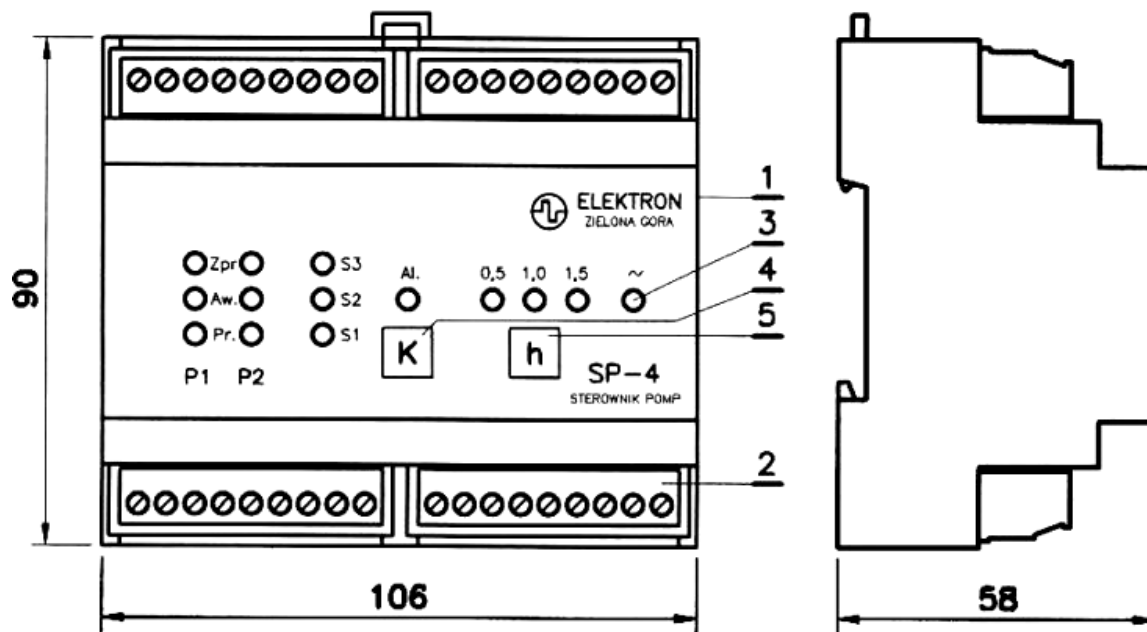 1
ELEKTRON
ZIELONA GORA
3
Zpr
S3
Al.
0,5 1,0 1,5 ~
4
Aw.
S2
5
Pr.
S1
K
h
P1 P2
SP-4
STEROWNIK POMP
2
90
106
58